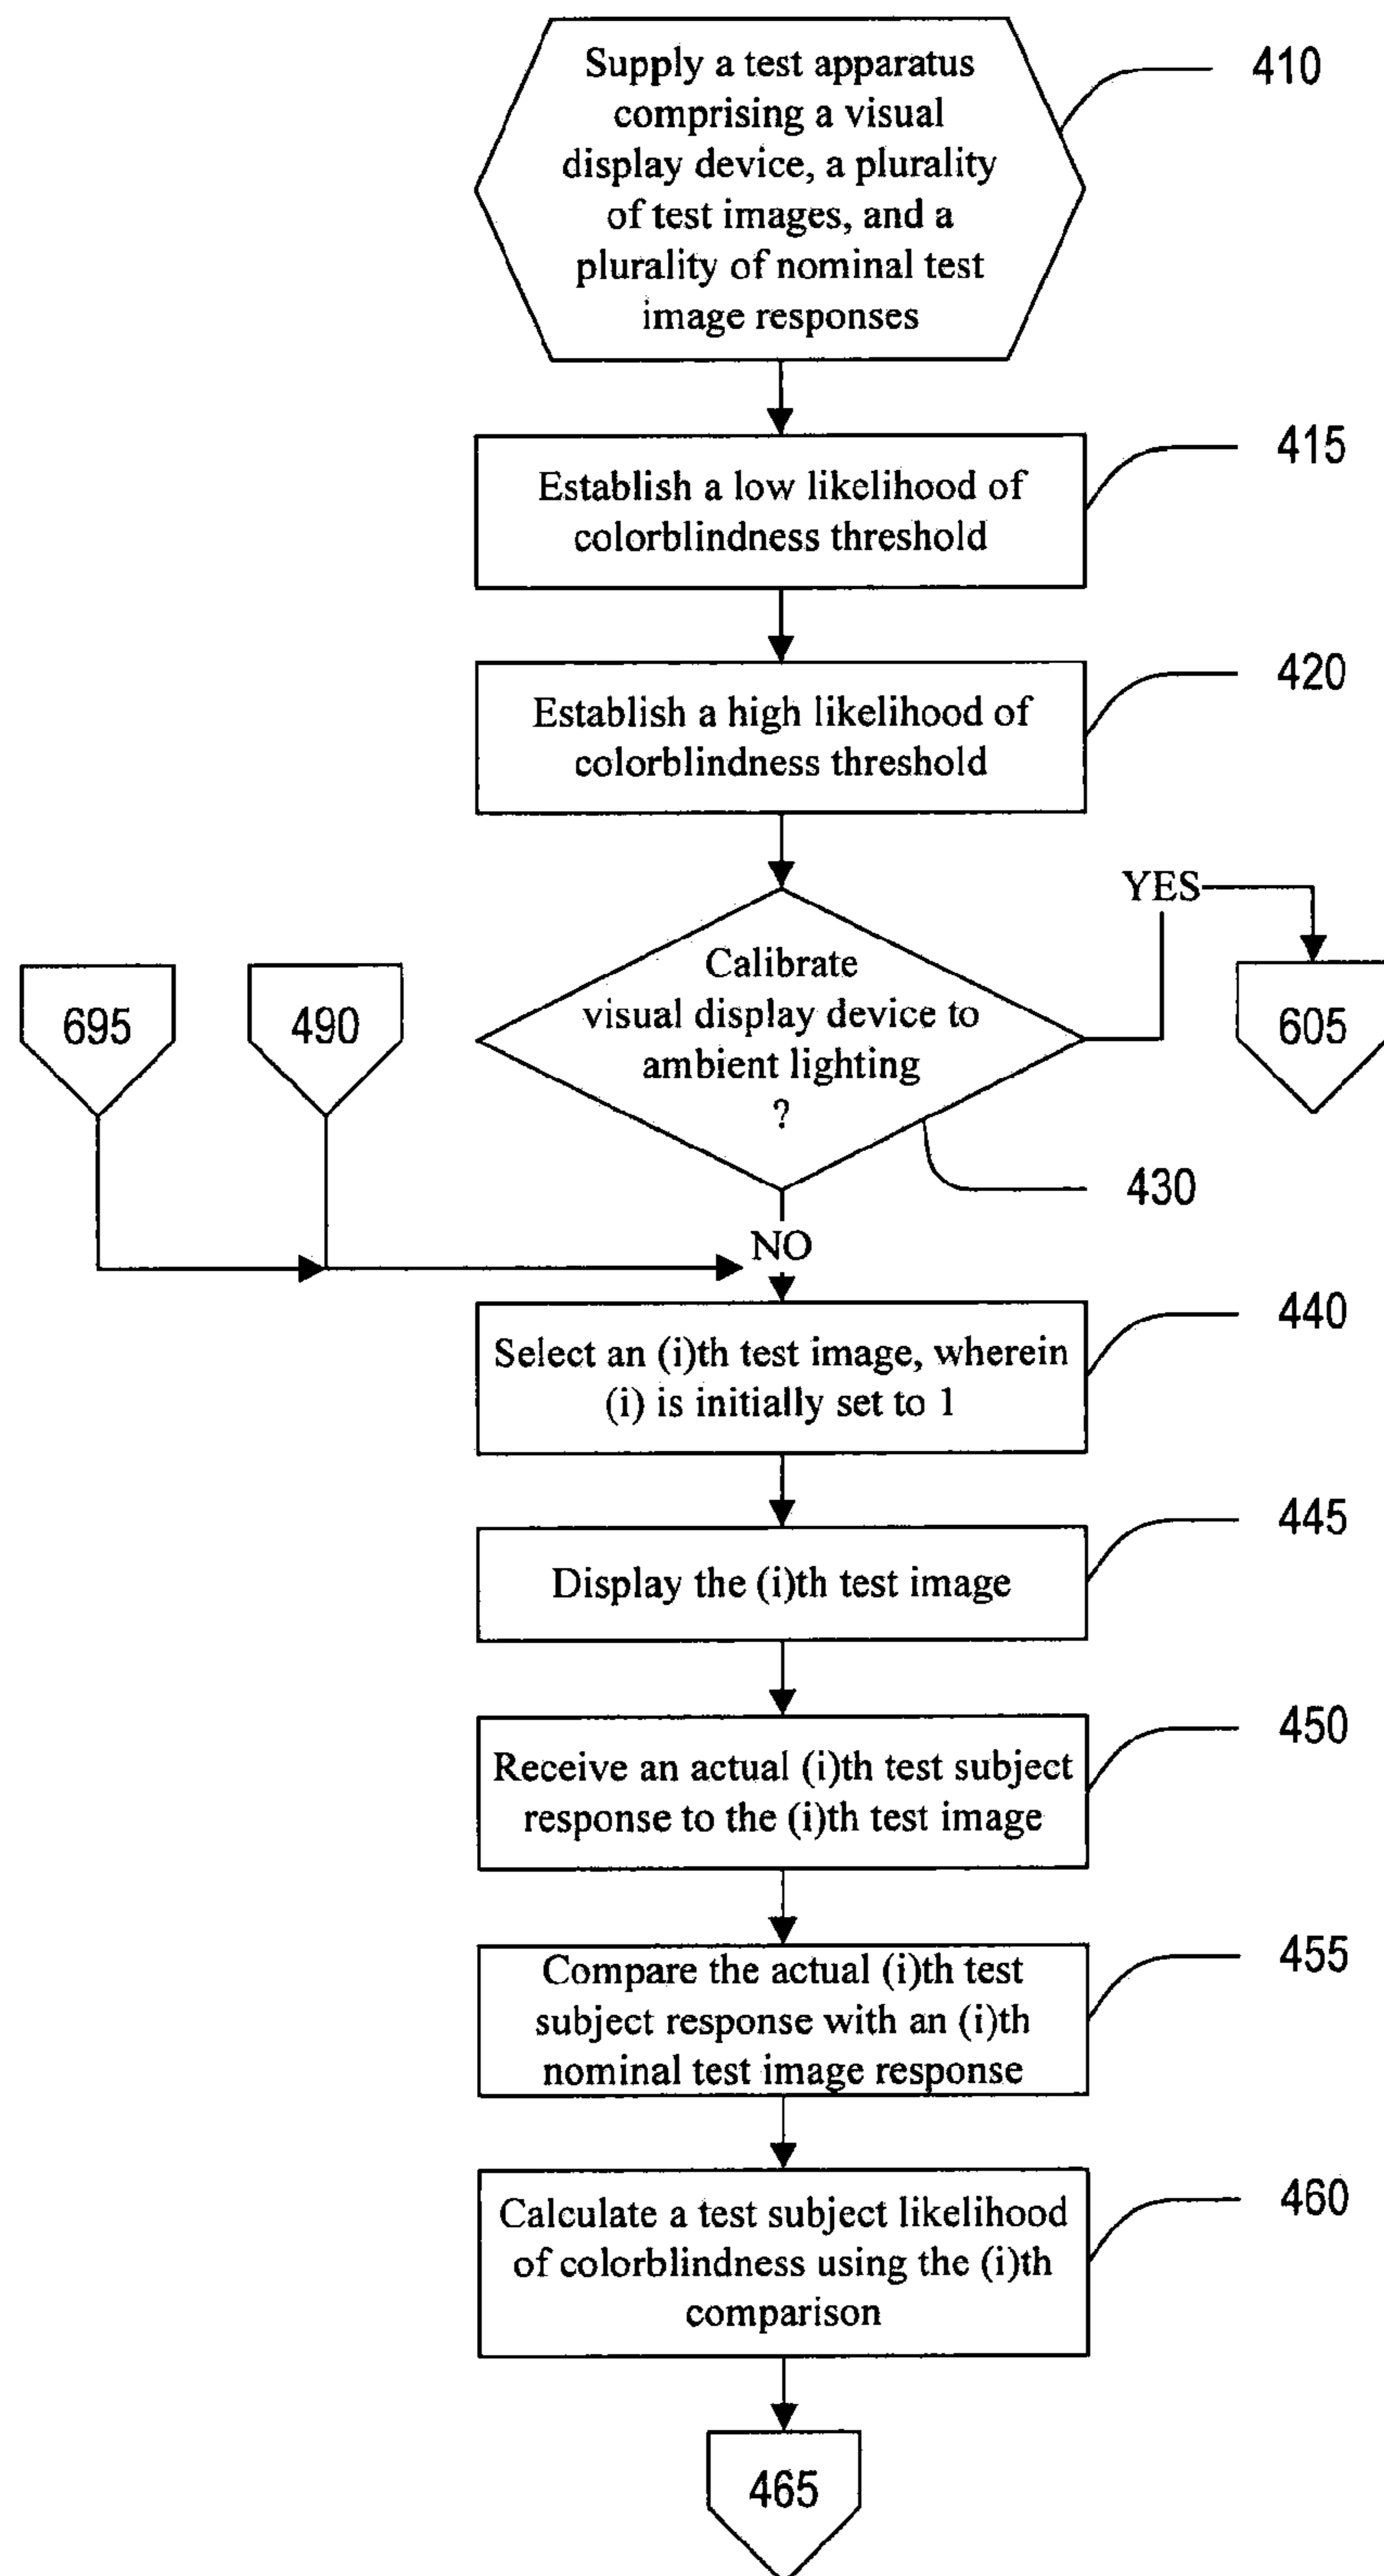 Supply a test apparatus
comprising a visual
display device, a plurality
of test images, and a
plurality of nominal test
image responses
410
Establish a low likelihood of
colorblindness threshold
415
Establish a high likelihood of
colorblindness threshold
420
YES
Calibrate
visual display device to
ambient lighting
?
695
490
605
430
NO
Select an (i)th test image, wherein
(i) is initially set to 1
440
Display the (i)th test image
445
Receive an actual (i)th test subject
response to the (i)th test image
450
Compare the actual (i)th test
subject response with an (i)th
nominal test image response
455
Calculate a test subject likelihood
of colorblindness using the (i)th
comparison
460
465